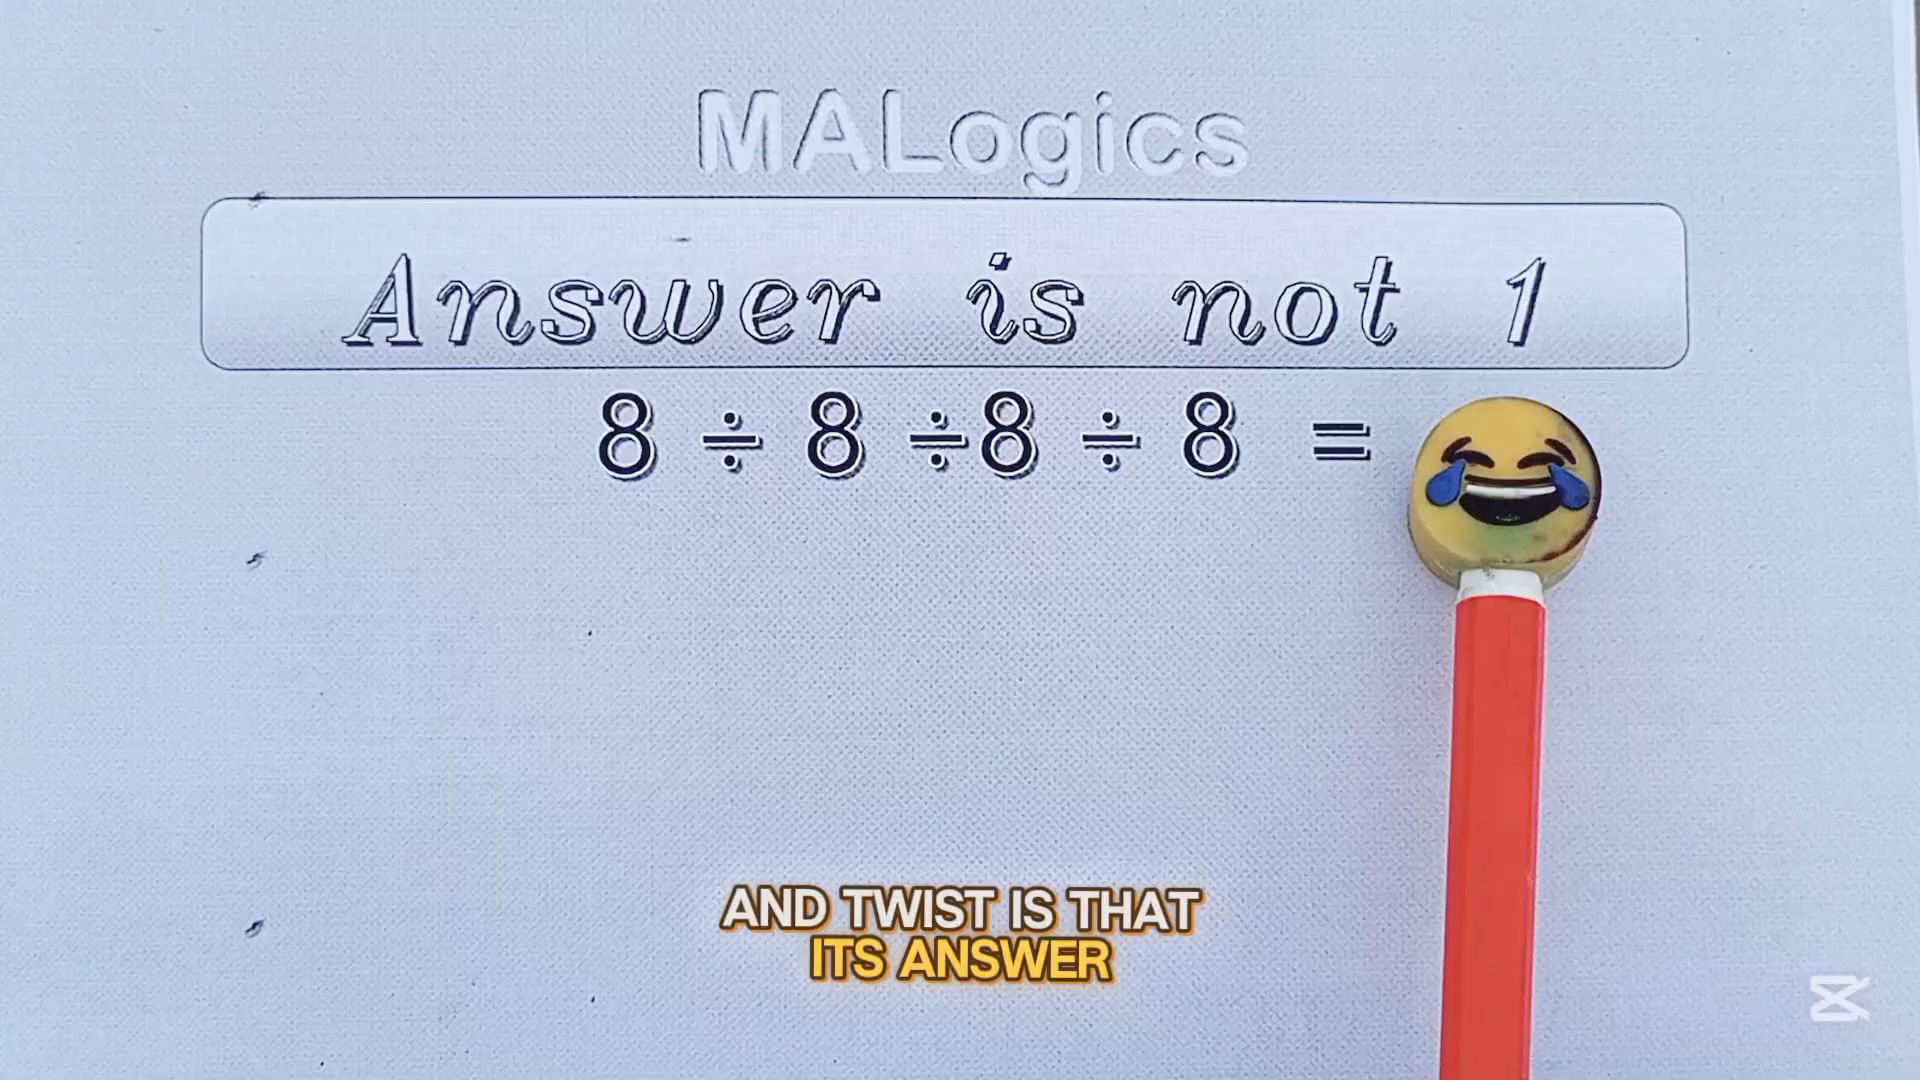 MALogics
Answer is not 1
8 ÷ 8 ÷8 ÷ 8 =
AND TWIST IS THAT
ITS ANSWER